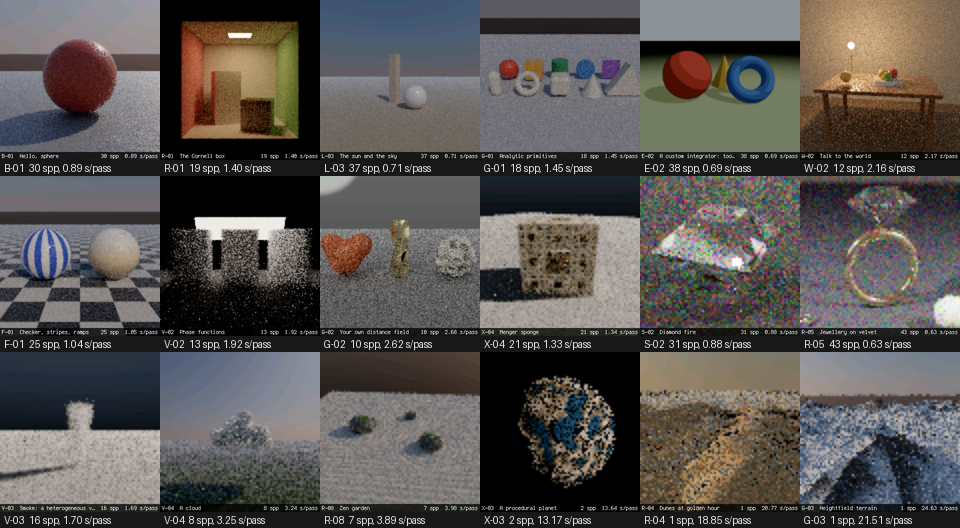 B-01 Hello, sphere 30 spp 0.89 s/pass
R-01 The Cornell box 19 spp 1.40 s/pass
L-03 The sun and the sky 37 spp 0.71 s/pass
G-01 Analytic primitives 18 spp 1.45 s/pass
E-02 A custom integrator: too… 38 spp 0.69 s/pass
W-02 Talk to the world 12 spp 2.17 s/pass
B-01 30 spp, 0.89 s/pass
R-01 19 spp, 1.40 s/pass
L-03 37 spp, 0.71 s/pass
G-01 18 spp, 1.45 s/pass
E-02 38 spp, 0.69 s/pass
W-02 12 spp, 2.16 s/pass
F-01 Checker, stripes, ramps 25 spp 1.05 s/pass
V-02 Phase functions 13 spp 1.92 s/pass
G-02 Your own distance field 10 spp 2.68 s/pass
X-04 Menger sponge 21 spp 1.34 s/pass
S-02 Diamond fire 31 spp 0.88 s/pass
R-05 Jewellery on velvet 43 spp 0.63 s/pass
F-01 25 spp, 1.04 s/pass
V-02 13 spp, 1.92 s/pass
G-02 10 spp, 2.62 s/pass
X-04 21 spp, 1.33 s/pass
S-02 31 spp, 0.88 s/pass
R-05 43 spp, 0.63 s/pass
V-03 Smoke: a heterogeneous v… 16 spp 1.69 s/pass
V-04 A cloud 8 spp 3.24 s/pass
R-08 Zen garden 7 spp 3.98 s/pass
X-03 A procedural planet 2 spp 13.64 s/pass
R-04 Dunes at golden hour 1 spp 20.77 s/pass
G-03 Heightfield terrain 1 spp 24.63 s/pass
V-03 16 spp, 1.70 s/pass
V-04 8 spp, 3.25 s/pass
R-08 7 spp, 3.89 s/pass
X-03 2 spp, 13.17 s/pass
R-04 1 spp, 18.85 s/pass
G-03 1 spp, 21.51 s/pass